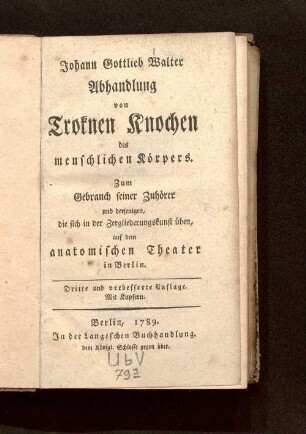 Johann Gottlieb Walter
Abhandlung
von
Troknen Knochen
des
menschlichen Körpers.
Zum
Gebrauch seiner Zuhörer
und derjenigen,
die sich in der Zergliederungskunst üben,
auf dem
anatomischen Theater
in Berlin.
Dritte und verbesserte Auflage.
Mit Kupfern.
Berlin, 1789.
In der Langeschen Buchhandlung.
dem Königl. Schlosse gegen über.
UbV
793